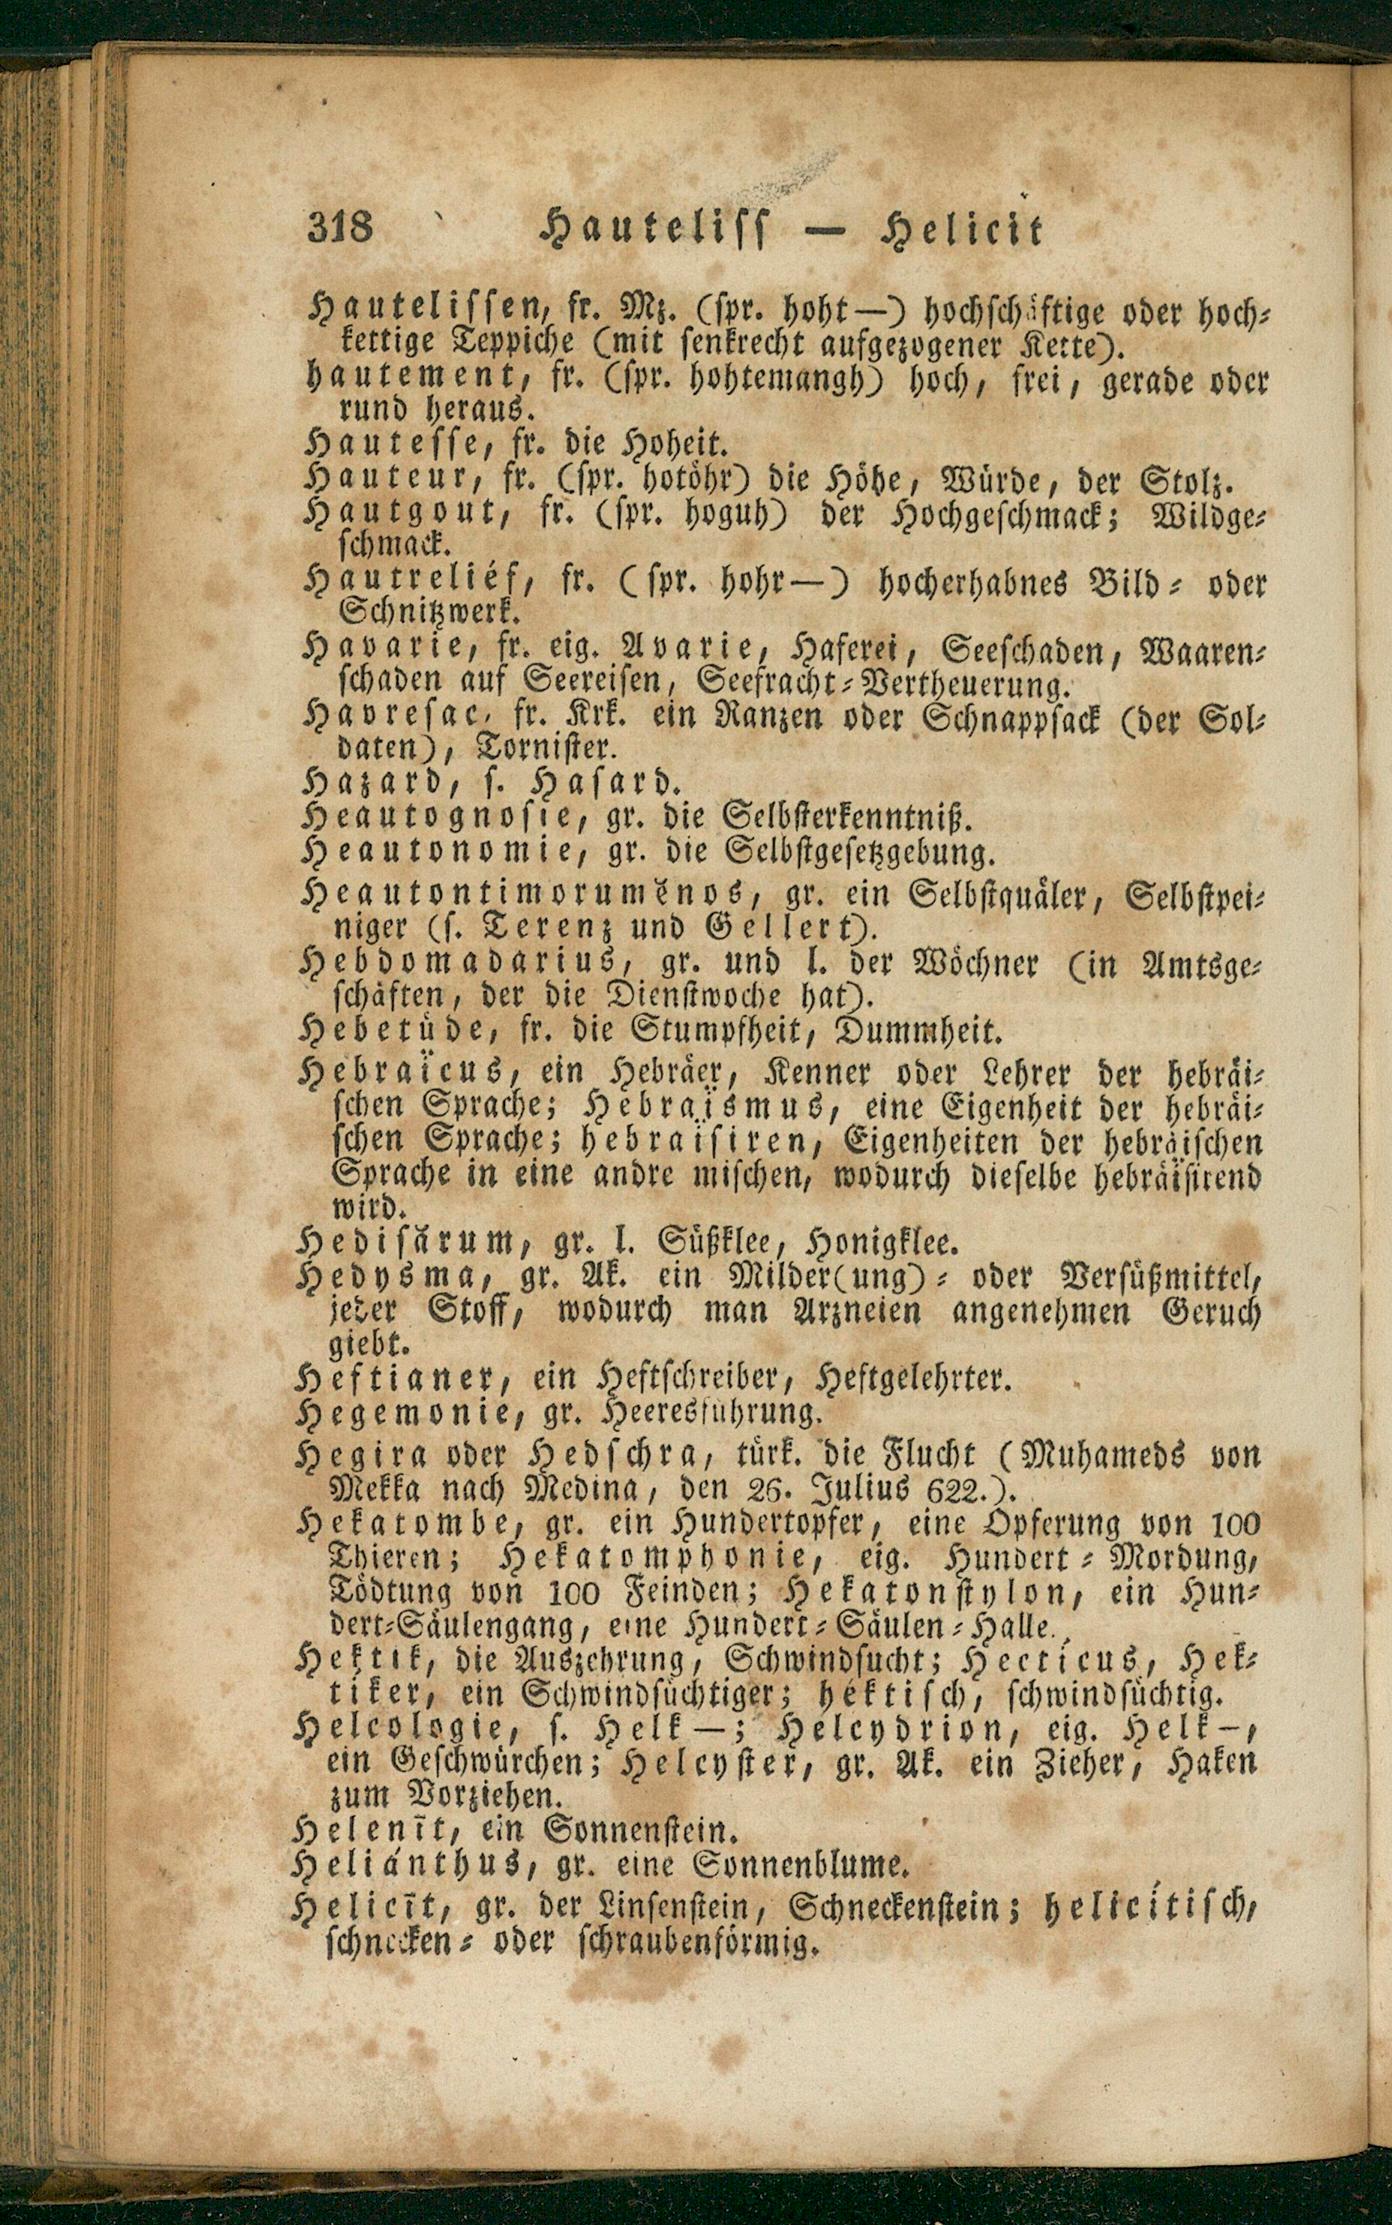 318 Hauteliss — Helicit
Hautelissen, fr. Mz. (spr. hoht—) hochschäftige oder hoch-
kettige Teppiche (mit senkrecht aufgezogener Kette).
hautement, fr. (spr. hohtemangh) hoch, frei, gerade oder
rund heraus.
Hautesse, fr. die Hoheit.
Hauteur, fr. (spr. hotöhr) die Höhe, Würde, der Stolz.
Hautgout, fr. (spr. hoguh) der Hochgeschmack; Wildge-
schmack.
Hautreliéf, fr. (spr. hohr—) hocherhabnes Bild- oder
Schnitzwerk.
Havarie, fr. eig. Avarie, Haferei, Seeschaden, Waaren-
schaden auf Seereisen, Seefracht-Vertheuerung.
Havresac, fr. Krk. ein Ranzen oder Schnappsack (der Sol-
daten), Tornister.
Hazard, s. Hasard.
Heautognosie, gr. die Selbsterkenntniß.
Heautonomie, gr. die Selbstgesetzgebung.
Heautontimorumĕnos, gr. ein Selbstquäler, Selbstpei-
niger (s. Terenz und Gellert).
Hebdomadarius, gr. und l. der Wöchner (in Amtsge-
schäften, der die Dienstwoche hat).
Hebetüde, fr. die Stumpfheit, Dummheit.
Hebraïcus, ein Hebräer, Kenner oder Lehrer der hebräi-
schen Sprache; Hebraïsmus, eine Eigenheit der hebräi-
schen Sprache; hebraïsiren, Eigenheiten der hebräischen
Sprache in eine andre mischen, wodurch dieselbe hebräïsirend
wird.
Hedisărum, gr. l. Süßklee, Honigklee.
Hedysma, gr. Ak. ein Milder(ung)- oder Versüßmittel,
jeder Stoff, wodurch man Arzneien angenehmen Geruch
giebt.
Heftianer, ein Heftschreiber, Heftgelehrter.
Hegemonie, gr. Heeresführung.
Hegira oder Hedschra, türk. die Flucht (Muhameds von
Mekka nach Medina, den 26. Julius 622.).
Hekatombe, gr. ein Hundertopfer, eine Opferung von 100
Thieren; Hekatomphonie, eig. Hundert-Mordung,
Tödtung von 100 Feinden; Hekatonstylon, ein Hun-
dert-Säulengang, eine Hundert-Säulen-Halle.
Hektik, die Auszehrung, Schwindsucht; Hecticus, Hek-
tiker, ein Schwindsüchtiger; héktisch, schwindsüchtig.
Helcologie, s. Helk—; Helcydrion, eig. Helk—,
ein Geschwürchen; Helcyster, gr. Ak. ein Zieher, Haken
zum Vorziehen.
Helenīt, ein Sonnenstein.
Heliánthus, gr. eine Sonnenblume.
Helicīt, gr. der Linsenstein, Schneckenstein; helicítisch,
schnecken- oder schraubenförmig.